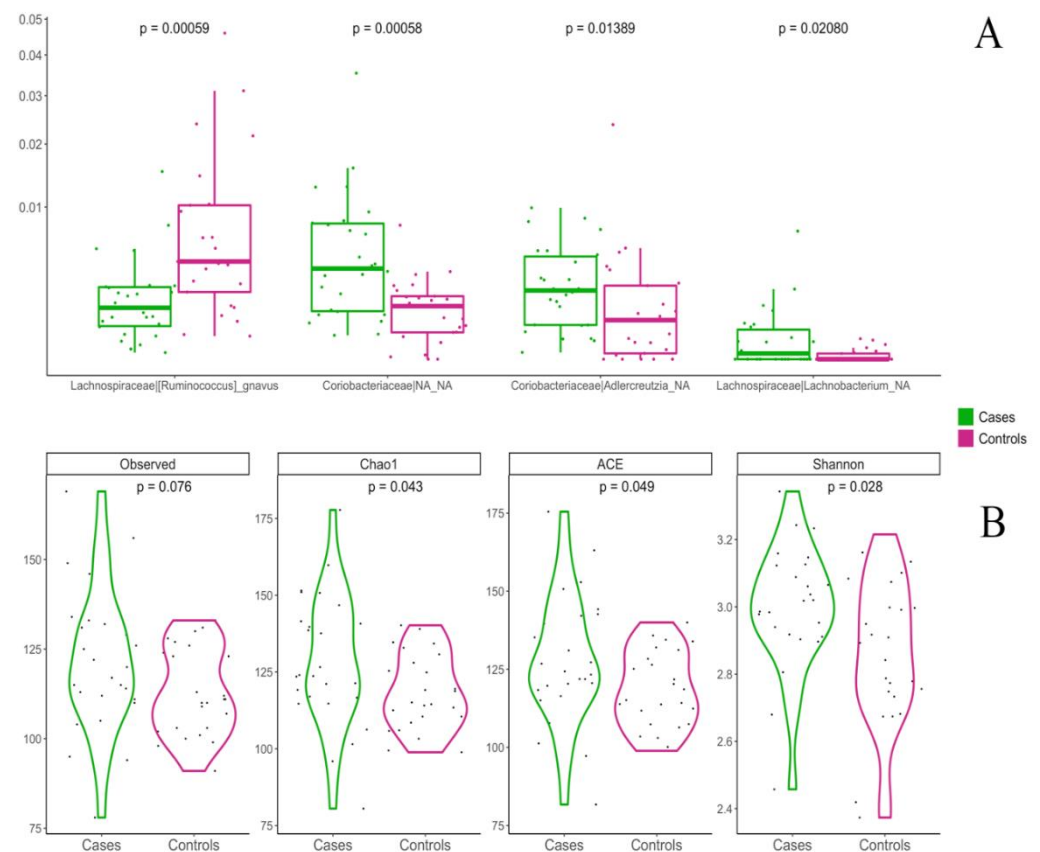 A
p = 0.00059 p = 0.00058 p = 0.01389 p = 0.02080
0.05
0.04
0.03
0.02
0.01
Lachnospiraceae|[Ruminococcus]_gnavus Coriobacteriaceae|NA_NA Coriobacteriaceae|Adlercreutzia_NA Lachnospiraceae|Lachnobacterium_NA
Cases
Controls
B
Observed Chao1 ACE Shannon
p = 0.076 p = 0.043 p = 0.049 p = 0.028
150
125
100
75
175
150
125
100
75
175
150
125
100
75
3.2
3.0
2.8
2.6
2.4
Cases Controls Cases Controls Cases Controls Cases Controls